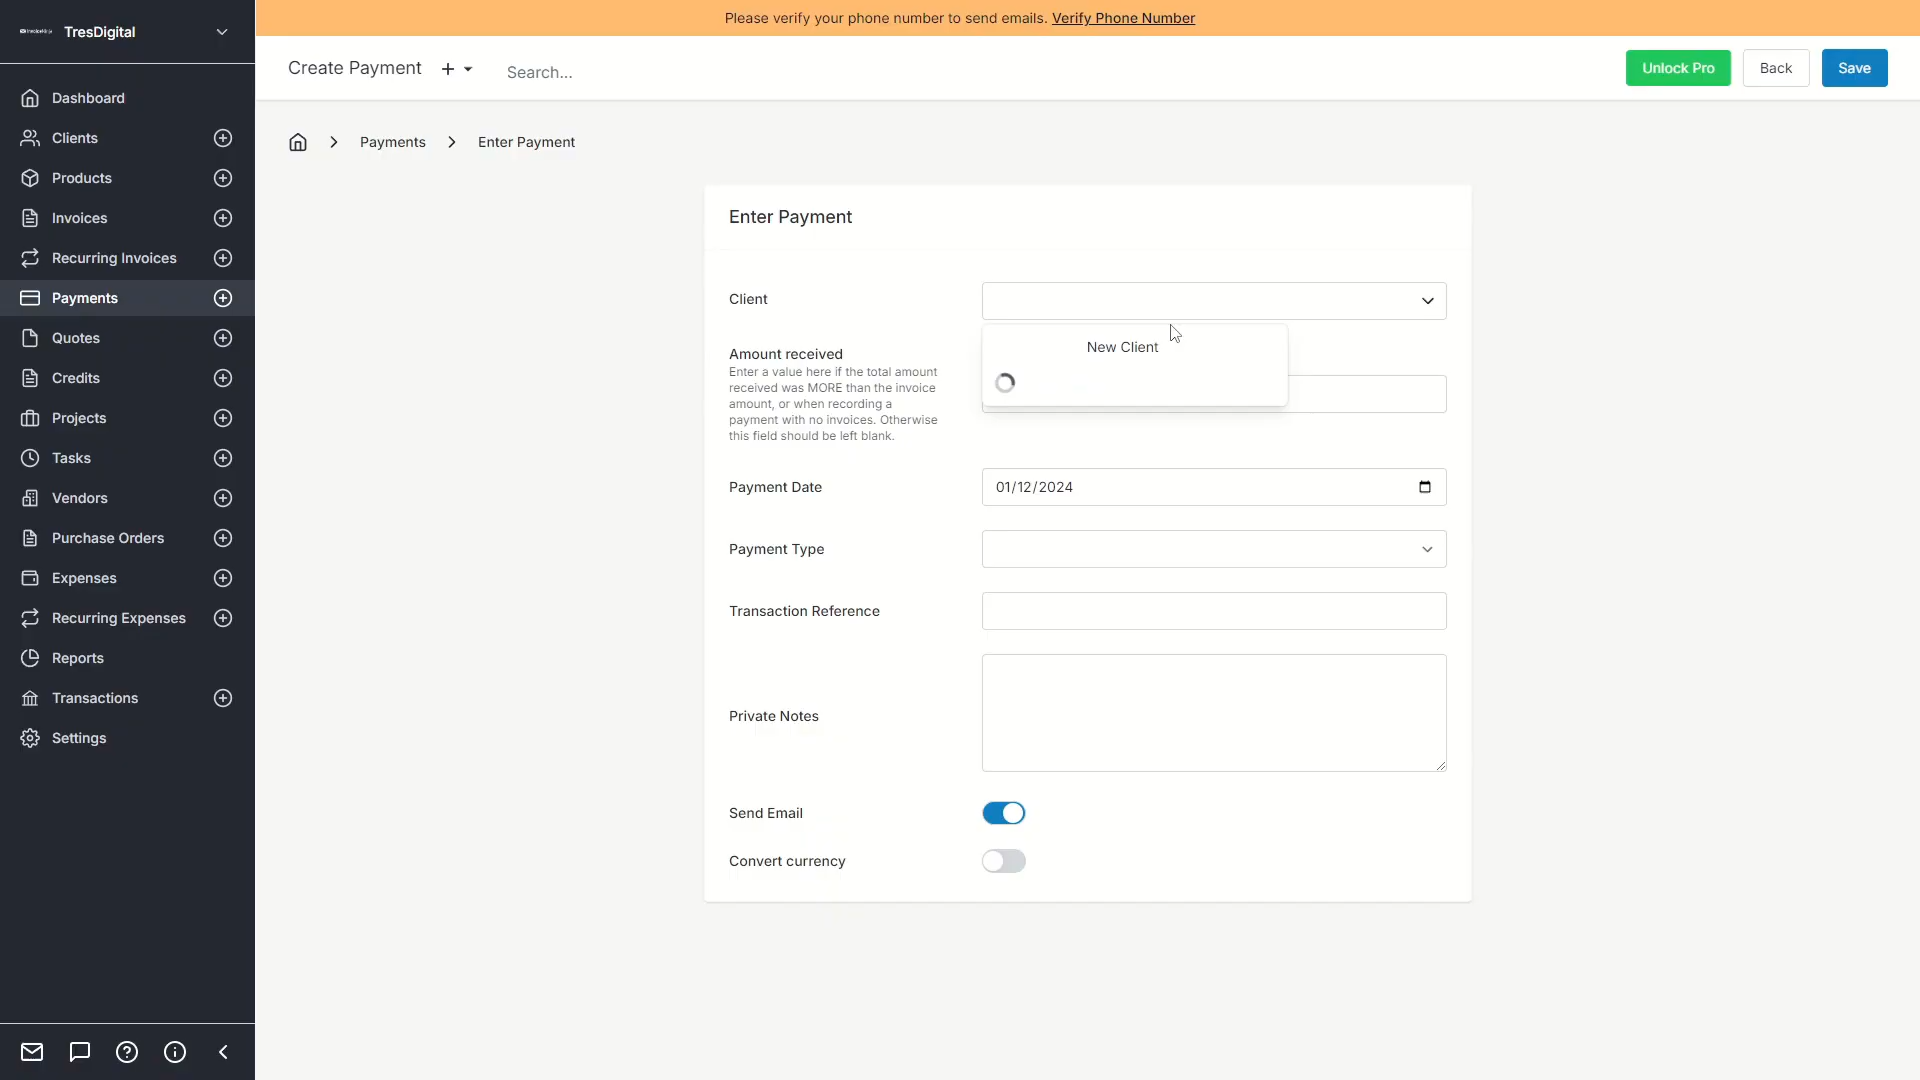 TresDigital
Please verify your phone number to send emails. Verify Phone Number
Create Payment
Search...
Unlock Pro
Back
Save
Dashboard
Clients
Products
Invoices
Recurring Invoices
Payments
Quotes
Credits
Projects
Tasks
Vendors
Purchase Orders
Expenses
Recurring Expenses
Reports
Transactions
Settings
Payments
Enter Payment
Enter Payment
Client
New Client
Amount received
Enter a value here if the total amount
received was MORE than the invoice
amount, or when recording a
payment with no invoices. Otherwise
this field should be left blank.
Payment Date
01/12/2024
Payment Type
Transaction Reference
Private Notes
Send Email
Convert currency